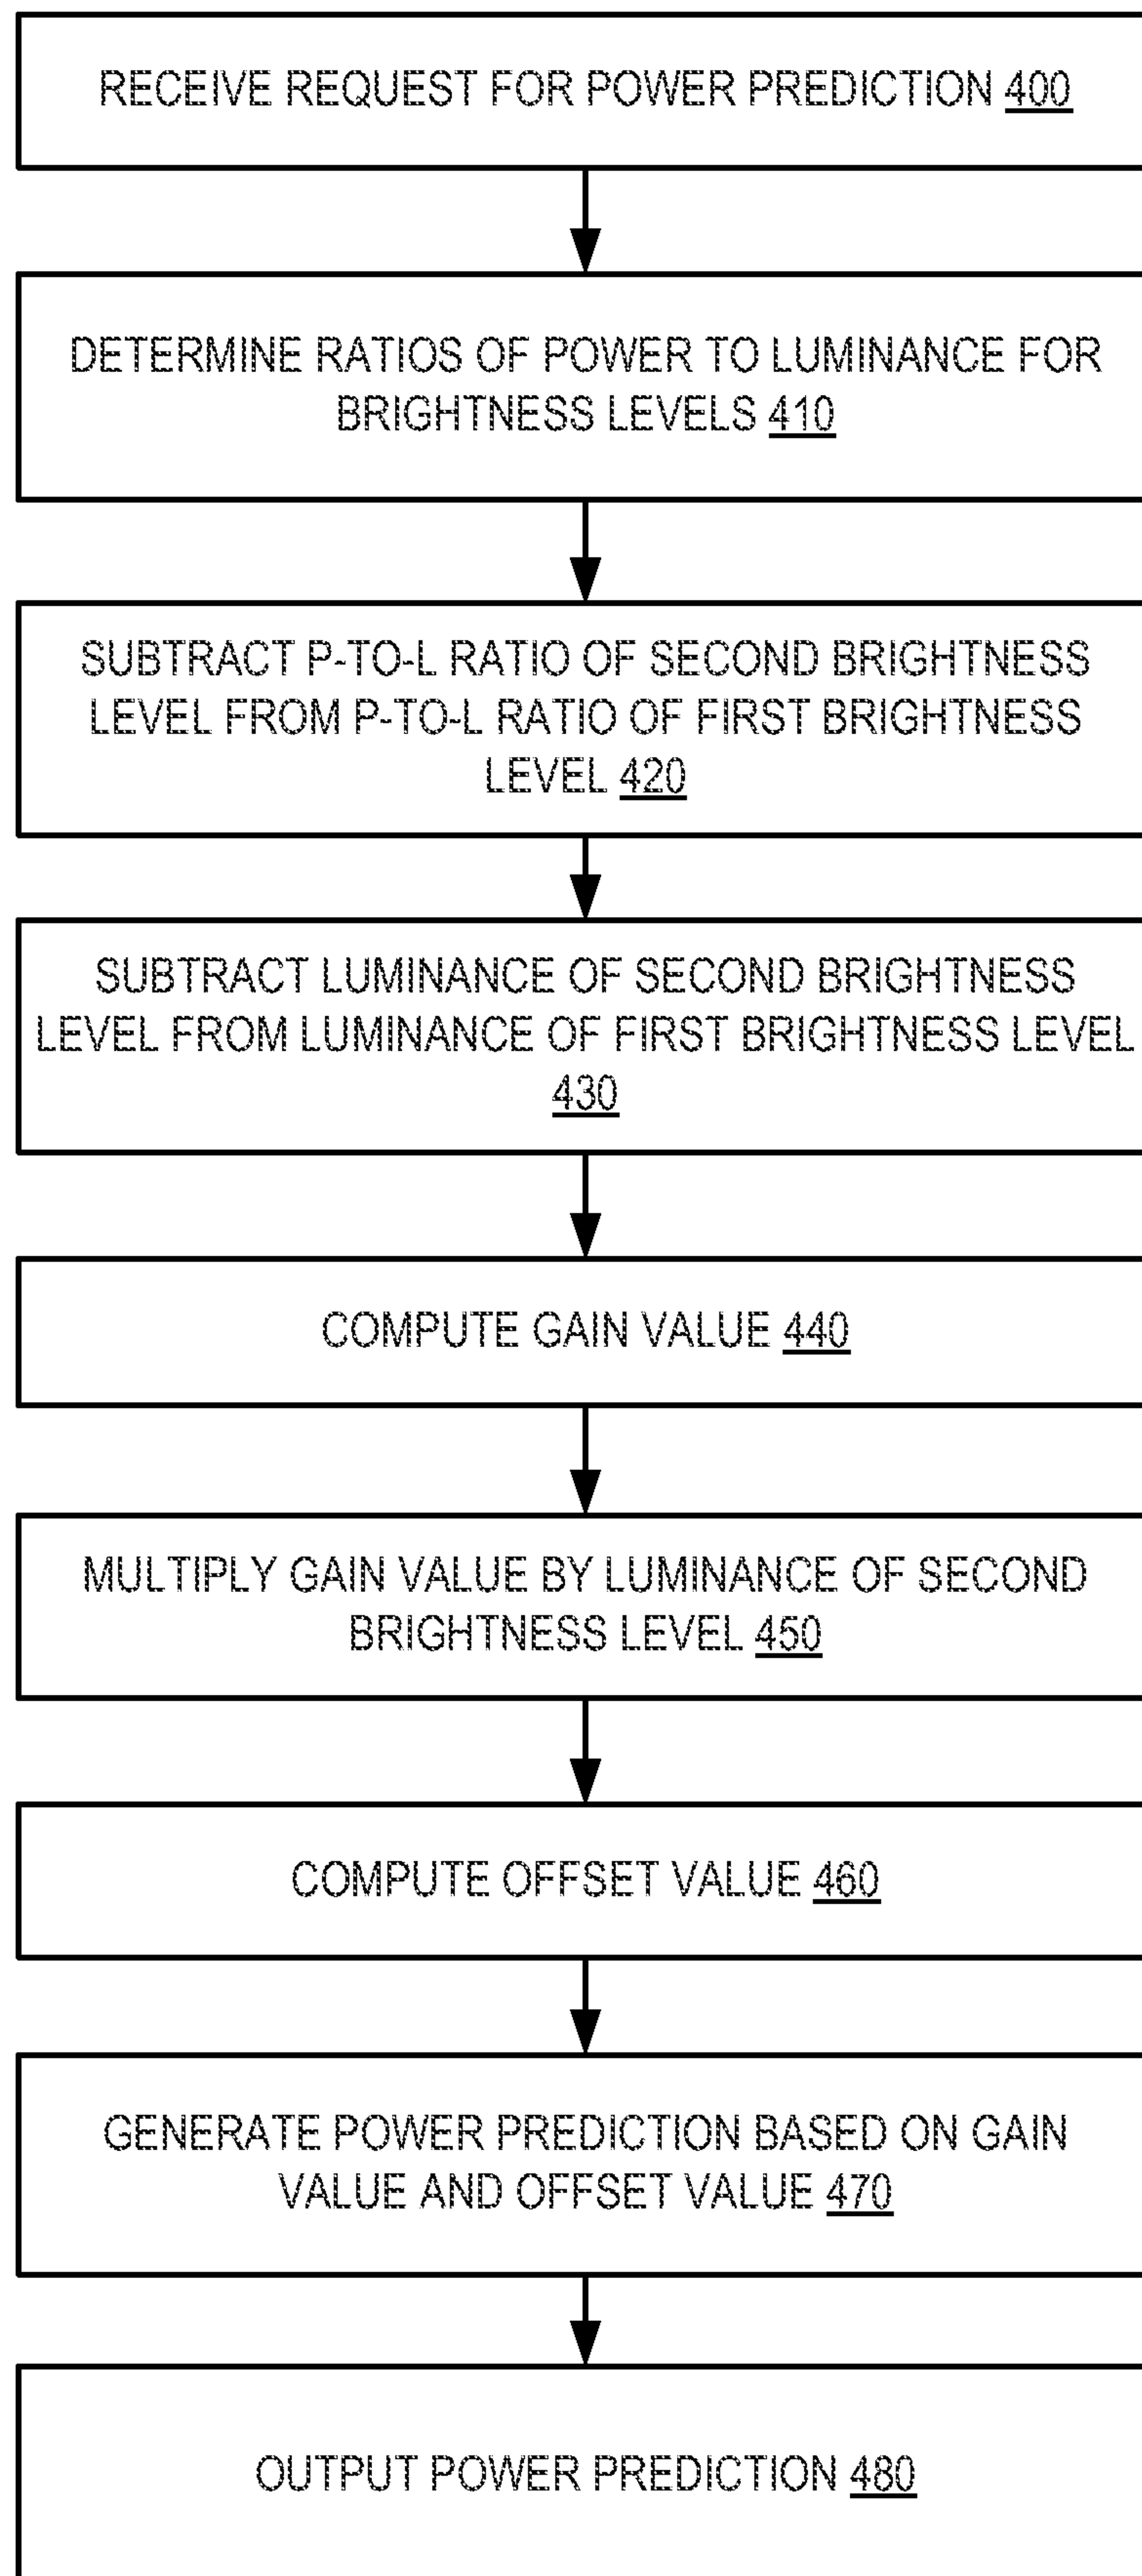 RECEIVE REQUEST FOR POWER PREDICTION 400
DETERMINE RATIOS OF POWER TO LUMINANCE FOR
BRIGHTNESS LEVELS 410
SUBTRACT P-TO-L RATIO OF SECOND BRIGHTNESS
LEVEL FROM P-TO-L RATIO OF FIRST BRIGHTNESS
LEVEL 420
SUBTRACT LUMINANCE OF SECOND BRIGHTNESS
LEVEL FROM LUMINANCE OF FIRST BRIGHTNESS LEVEL
430
COMPUTE GAIN VALUE 440
MULTIPLY GAIN VALUE BY LUMINANCE OF SECOND
BRIGHTNESS LEVEL 450
COMPUTE OFFSET VALUE 460
GENERATE POWER PREDICTION BASED ON GAIN
VALUE AND OFFSET VALUE 470
OUTPUT POWER PREDICTION 480